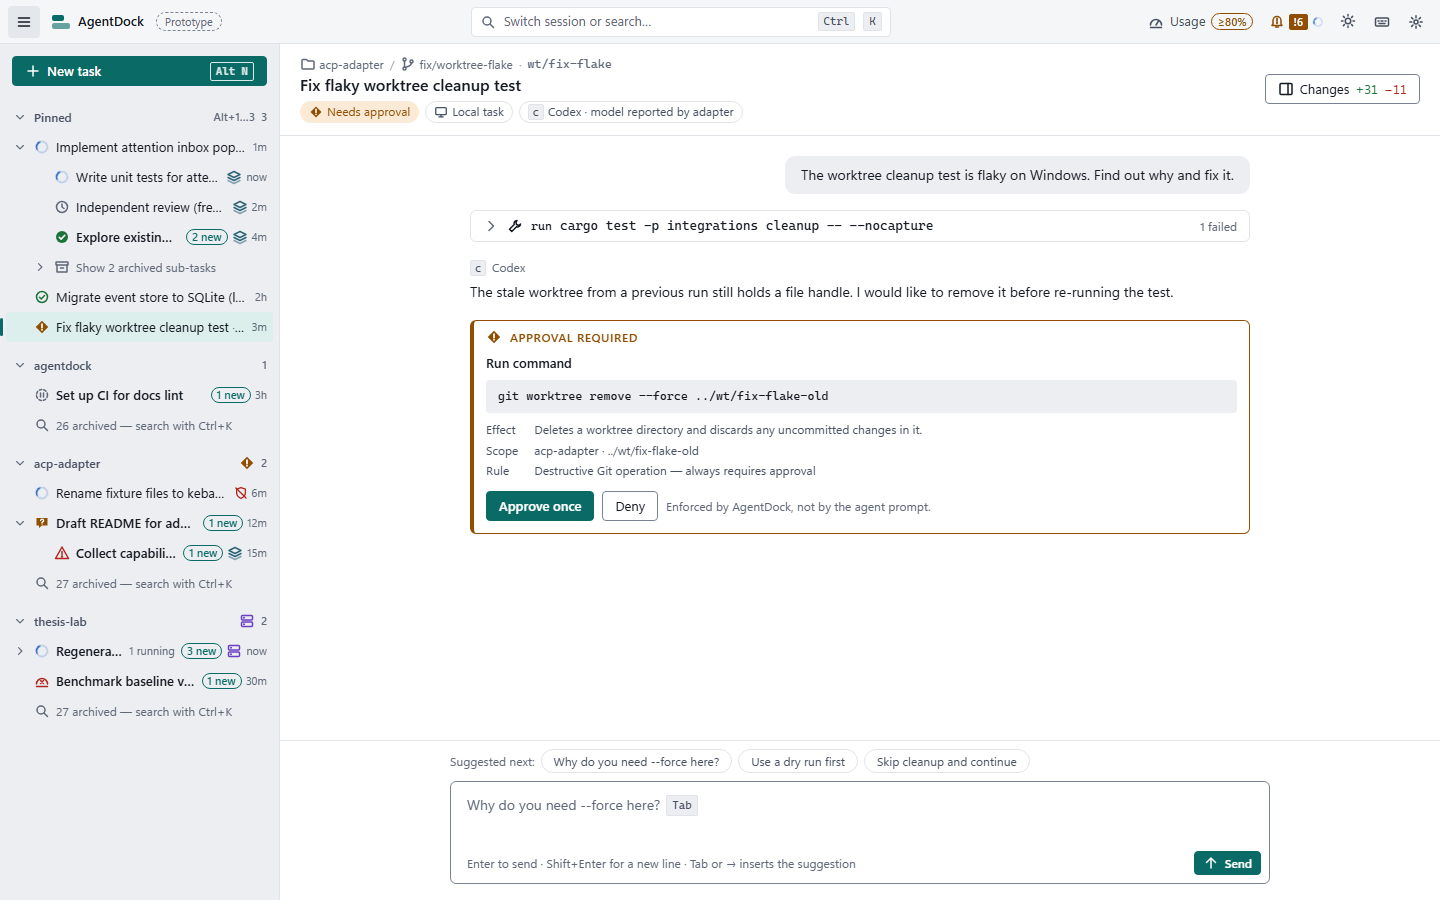 AgentDock Prototype
Switch session or search... Ctrl K
Usage ≥80% !6
New task Alt N
Pinned Alt+1...3 3
Implement attention inbox pop... 1m
Write unit tests for atte... now
Independent review (fre... 2m
Explore existin... 2 new 4m
Show 2 archived sub-tasks
Migrate event store to SQLite (l... 2h
Fix flaky worktree cleanup test ·... 3m
agentdock 1
Set up CI for docs lint 1 new 3h
26 archived — search with Ctrl+K
acp-adapter 2
Rename fixture files to keba... 6m
Draft README for ad... 1 new 12m
Collect capabili... 1 new 15m
27 archived — search with Ctrl+K
thesis-lab 2
Regenera... 1 running 3 new now
Benchmark baseline v... 1 new 30m
27 archived — search with Ctrl+K
acp-adapter / fix/worktree-flake · wt/fix-flake
Fix flaky worktree cleanup test
Needs approval Local task c Codex · model reported by adapter
Changes +31 −11
The worktree cleanup test is flaky on Windows. Find out why and fix it.
run cargo test -p integrations cleanup -- --nocapture 1 failed
c Codex
The stale worktree from a previous run still holds a file handle. I would like to remove it before re-running the test.
APPROVAL REQUIRED
Run command
git worktree remove --force ../wt/fix-flake-old
Effect Deletes a worktree directory and discards any uncommitted changes in it.
Scope acp-adapter · ../wt/fix-flake-old
Rule Destructive Git operation — always requires approval
Approve once Deny Enforced by AgentDock, not by the agent prompt.
Suggested next: Why do you need --force here? Use a dry run first Skip cleanup and continue
Why do you need --force here? Tab
Enter to send · Shift+Enter for a new line · Tab or → inserts the suggestion
Send